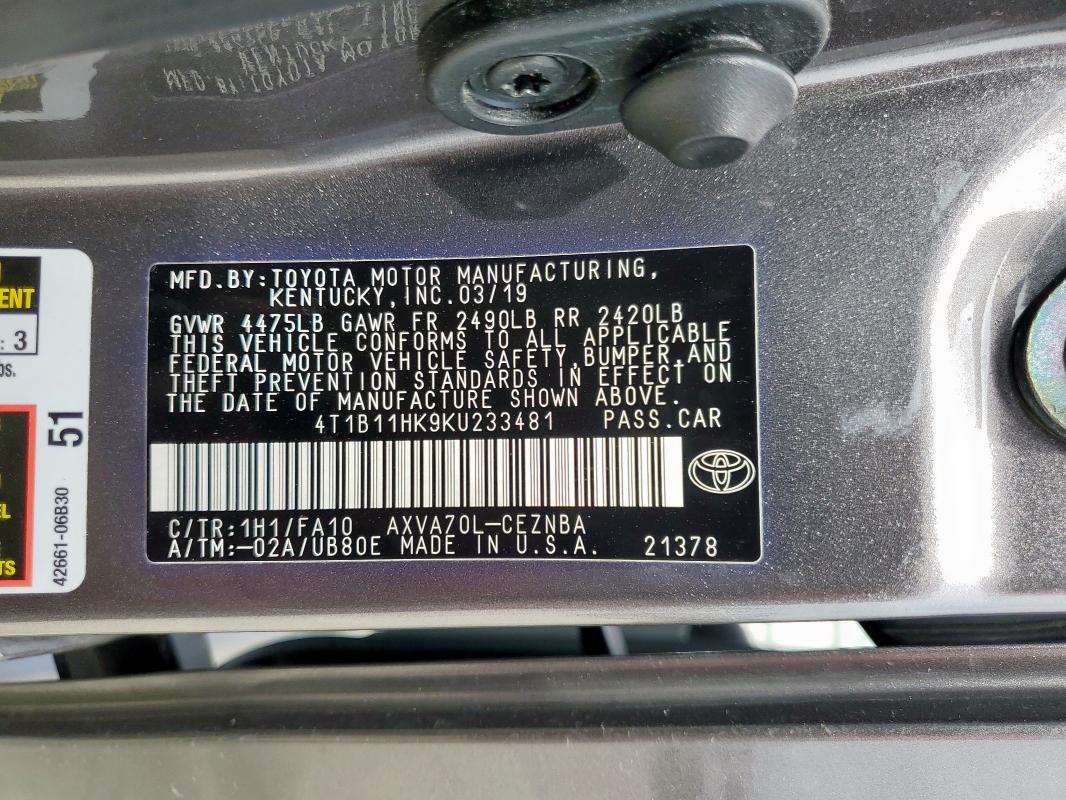 MFD.BY:TOYOTA MOTOR MANUFACTURING,
KENTUCKY,INC.03/19
GVWR 4475LB GAWR FR 2490LB RR 2420LB
THIS VEHICLE CONFORMS TO ALL APPLICABLE
FEDERAL MOTOR VEHICLE SAFETY,BUMPER,AND
THEFT PREVENTION STANDARDS IN EFFECT ON
THE DATE OF MANUFACTURE SHOWN ABOVE.
4T1B11HK9KU233481 PASS.CAR
C/TR:1H1/FA10 AXVA70L-CEZNBA
A/TM:-02A/UB80E MADE IN U.S.A. 21378
: 3
51
42661-06B30